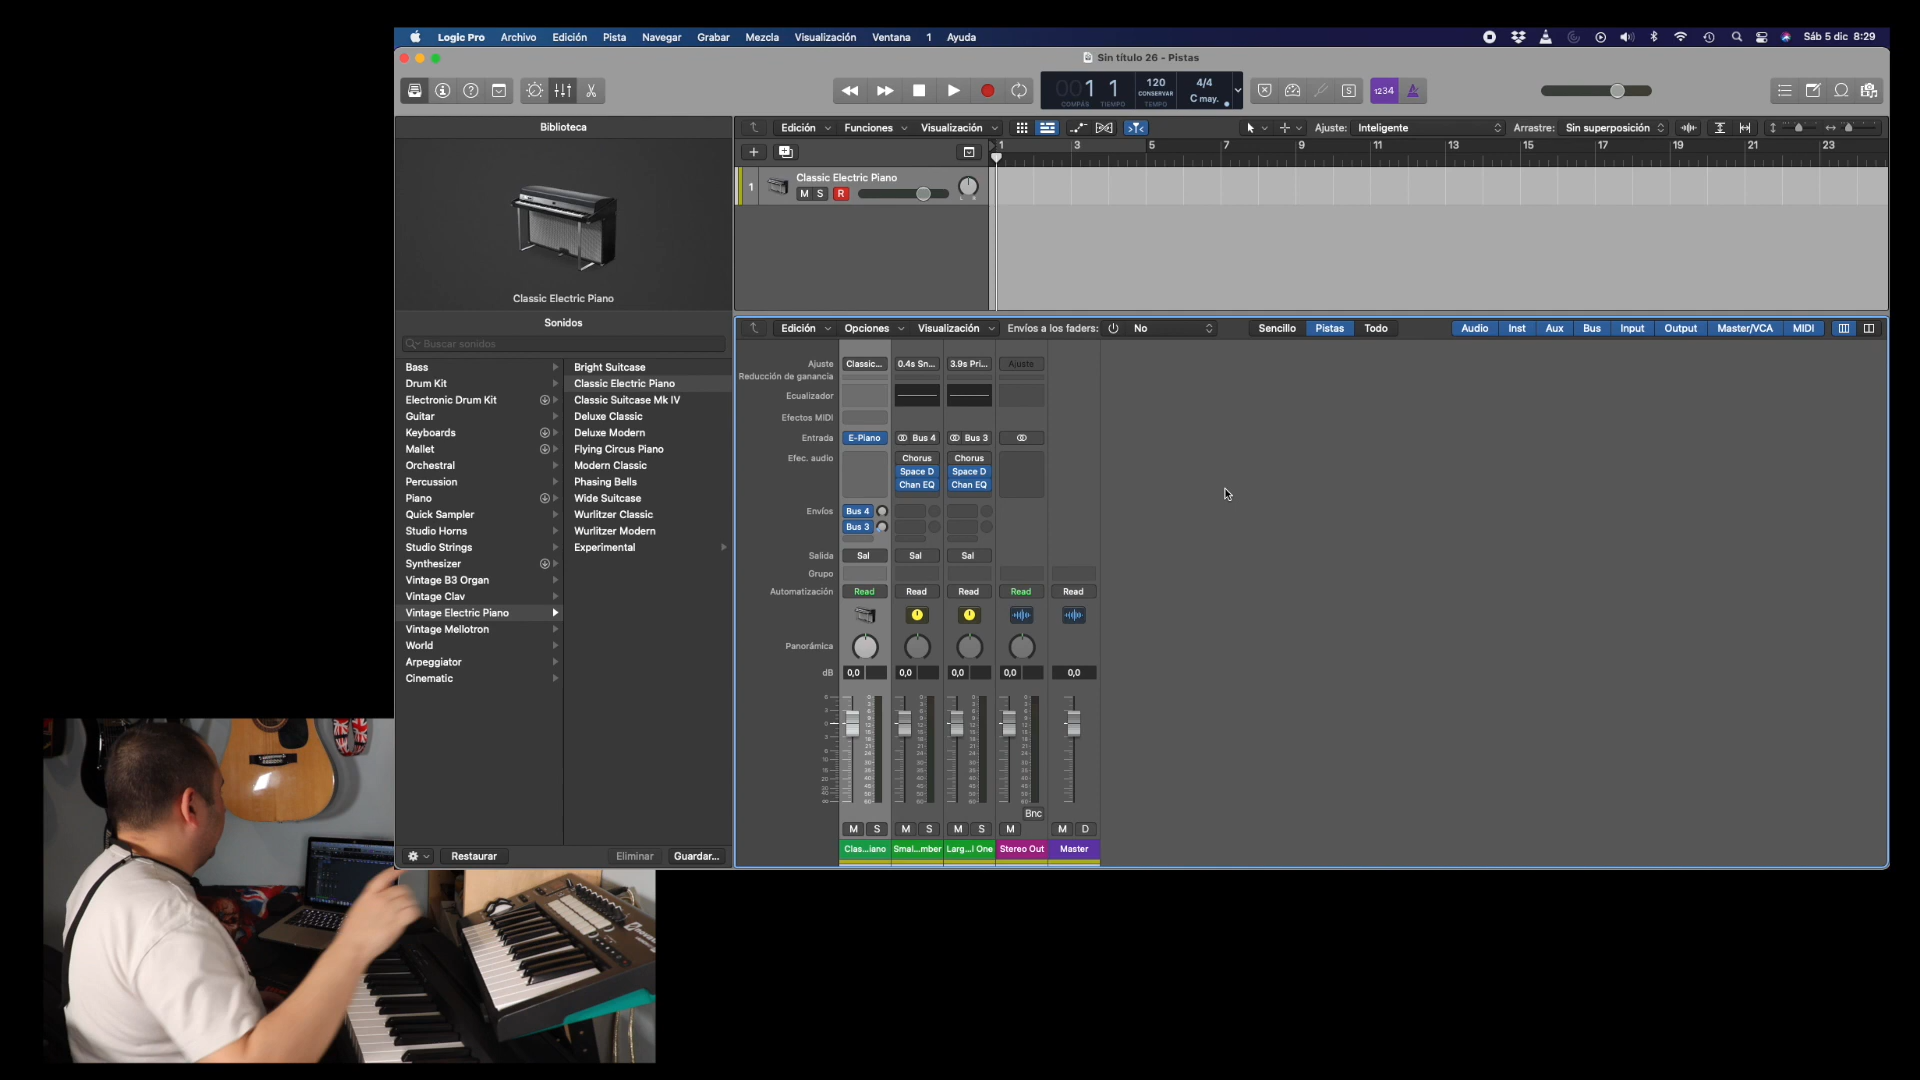 Logic Pro Archivo Edición Pista Navegar Grabar Mezcla Visualización Ventana 1 Ayuda Sáb 5 dic 8:29
Sin título 26 - Pistas
001 1 120 4/4
CONSERVAR C may.
COMPÁS TIEMPO TEMPO
S 1234
Biblioteca
Edición Funciones Visualización Ajuste: Inteligente Arrastre: Sin superposición
1 3 5 7 9 11 13 15 17 19 21 23
1 Classic Electric Piano
M S R L R
Classic Electric Piano
Sonidos
Buscar sonidos
Edición Opciones Visualización Envíos a los faders: No Sencillo Pistas Todo Audio Inst Aux Bus Input Output Master/VCA MIDI
Bass
Drum Kit
Electronic Drum Kit
Guitar
Keyboards
Mallet
Orchestral
Percussion
Piano
Quick Sampler
Studio Horns
Studio Strings
Synthesizer
Vintage B3 Organ
Vintage Clav
Vintage Electric Piano
Vintage Mellotron
World
Arpeggiator
Cinematic
Bright Suitcase
Classic Electric Piano
Classic Suitcase Mk IV
Deluxe Classic
Deluxe Modern
Flying Circus Piano
Modern Classic
Phasing Bells
Wide Suitcase
Wurlitzer Classic
Wurlitzer Modern
Experimental
Restaurar Eliminar Guardar...
Ajuste Classic... 0.4s Sn... 3.9s Pri... Ajuste
Reducción de ganancia
Ecualizador
Efectos MIDI
Entrada E-Piano Bus 4 Bus 3
Efec. audio Chorus Chorus
Space D Space D
Chan EQ Chan EQ
Envíos Bus 4
Bus 3
Salida Sal Sal Sal
Grupo
Automatización Read Read Read Read Read
Panorámica
dB 0,0 0,0 0,0 0,0 0,0
Bnc
M S M S M S M M D
Clas...iano Smal...mber Larg...l One Stereo Out Master